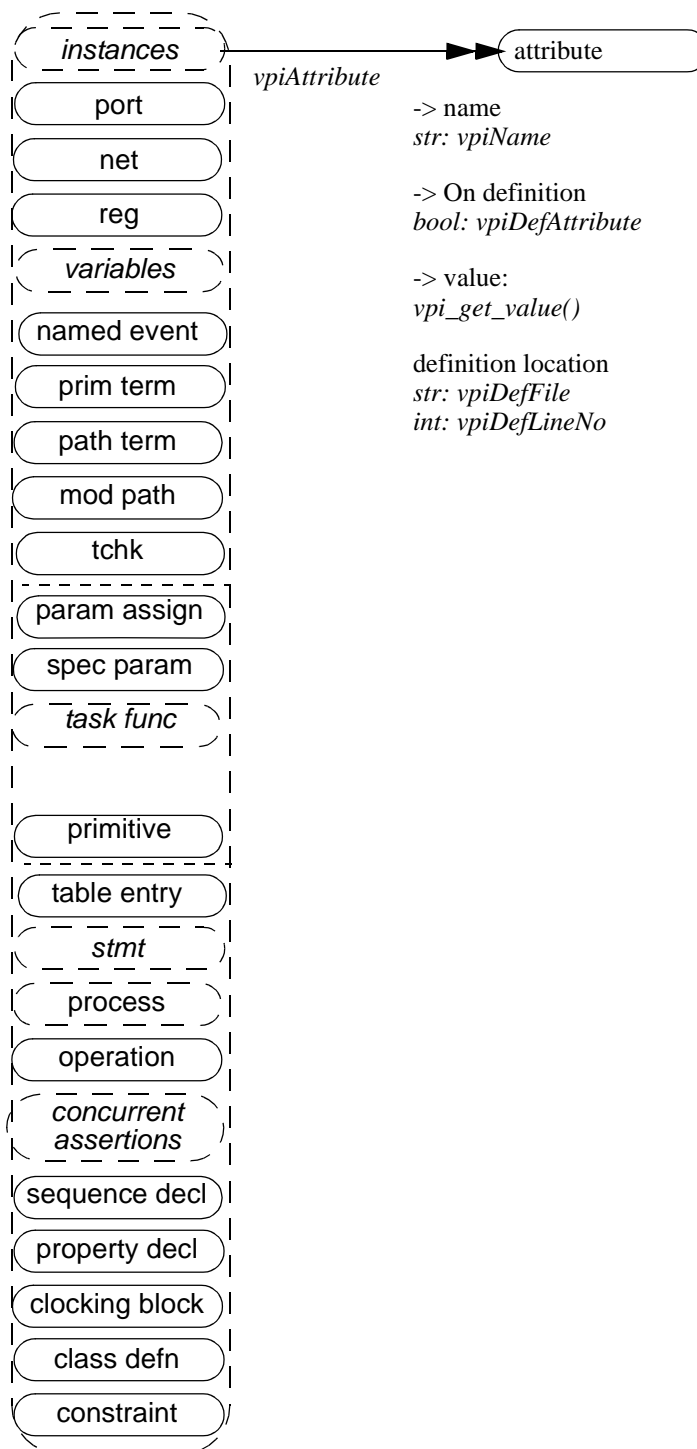 instances
vpiAttribute
attribute
-> name
str: vpiName
-> On definition
bool: vpiDefAttribute
-> value:
vpi_get_value()
definition location
str: vpiDefFile
int: vpiDefLineNo
port
net
reg
variables
named event
prim term
path term
mod path
tchk
param assign
spec param
task func
primitive
table entry
stmt
process
operation
concurrent
assertions
sequence decl
property decl
clocking block
class defn
constraint